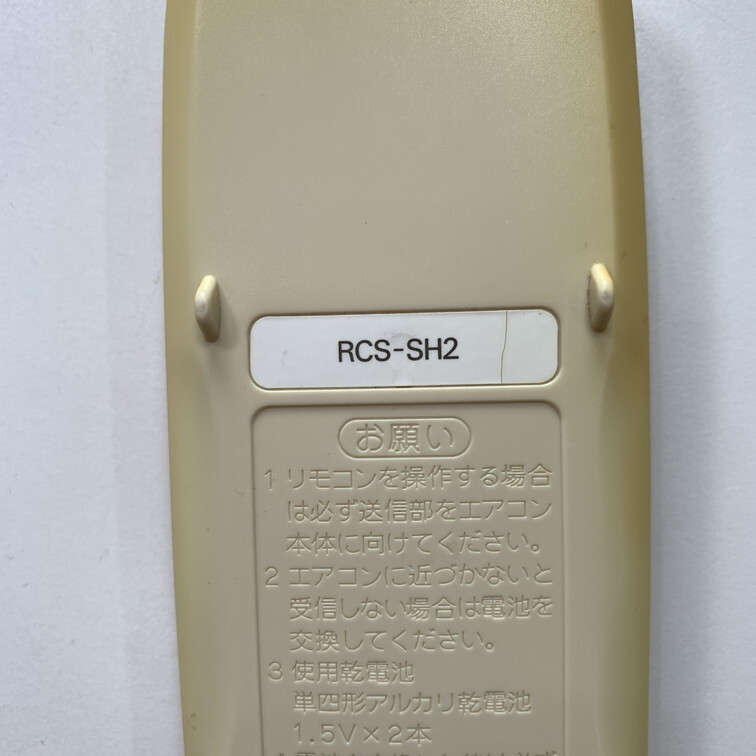 RCS-SH2
お願い
1 リモコンを操作する場合
は必ず送信部をエアコン
本体に向けてください。
2 エアコンに近づかないと
受信しない場合は電池を
交換してください。
3 使用乾電池
単四形アルカリ乾電池
1.5V×2本